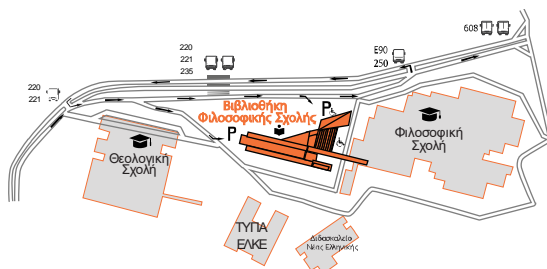 608
E90
250
220
221
235
220
221
Βιβλιοθήκη
Φιλοσοφικής Σχολής
P
P
Φιλοσοφική
Σχολή
Θεολογική
Σχολή
ΤΥΠΑ
ΕΛΚΕ
Διδασκαλείο
Νέας Ελληνικής